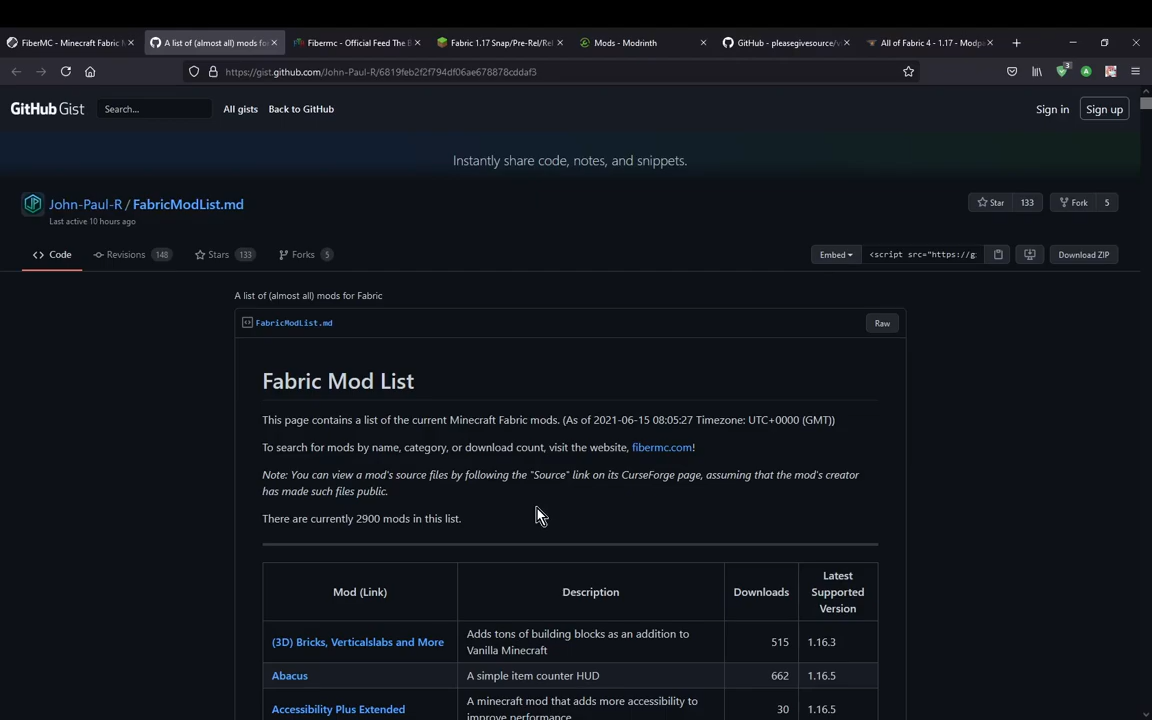 FiberMC - Minecraft Fabric M
A list of (almost all) mods fo
Fibermc - Official Feed The B
Fabric 1.17 Snap/Pre-Rel/Rel
Mods - Modrinth
GitHub - pleasegivesource/v
All of Fabric 4 - 1.17 - Modp
https://gist.github.com/John-Paul-R/6819feb2f2f794df06ae678878cddaf3
3
GitHub Gist
Search...
All gists
Back to GitHub
Sign in
Sign up
Instantly share code, notes, and snippets.
John-Paul-R / FabricModList.md
Last active 10 hours ago
Star 133
Fork 5
Code
Revisions 148
Stars 133
Forks 5
Embed
<script src="https://g
Download ZIP
A list of (almost all) mods for Fabric
FabricModList.md
Raw
Fabric Mod List
This page contains a list of the current Minecraft Fabric mods. (As of 2021-06-15 08:05:27 Timezone: UTC+0000 (GMT))
To search for mods by name, category, or download count, visit the website, fibermc.com!
Note: You can view a mod's source files by following the "Source" link on its CurseForge page, assuming that the mod's creator
has made such files public.
There are currently 2900 mods in this list.
Mod (Link)
Description
Downloads
Latest
Supported
Version
(3D) Bricks, Verticalslabs and More
Adds tons of building blocks as an addition to
Vanilla Minecraft
515
1.16.3
Abacus
A simple item counter HUD
662
1.16.5
Accessibility Plus Extended
A minecraft mod that adds more accessibility to
improve performance
30
1.16.5